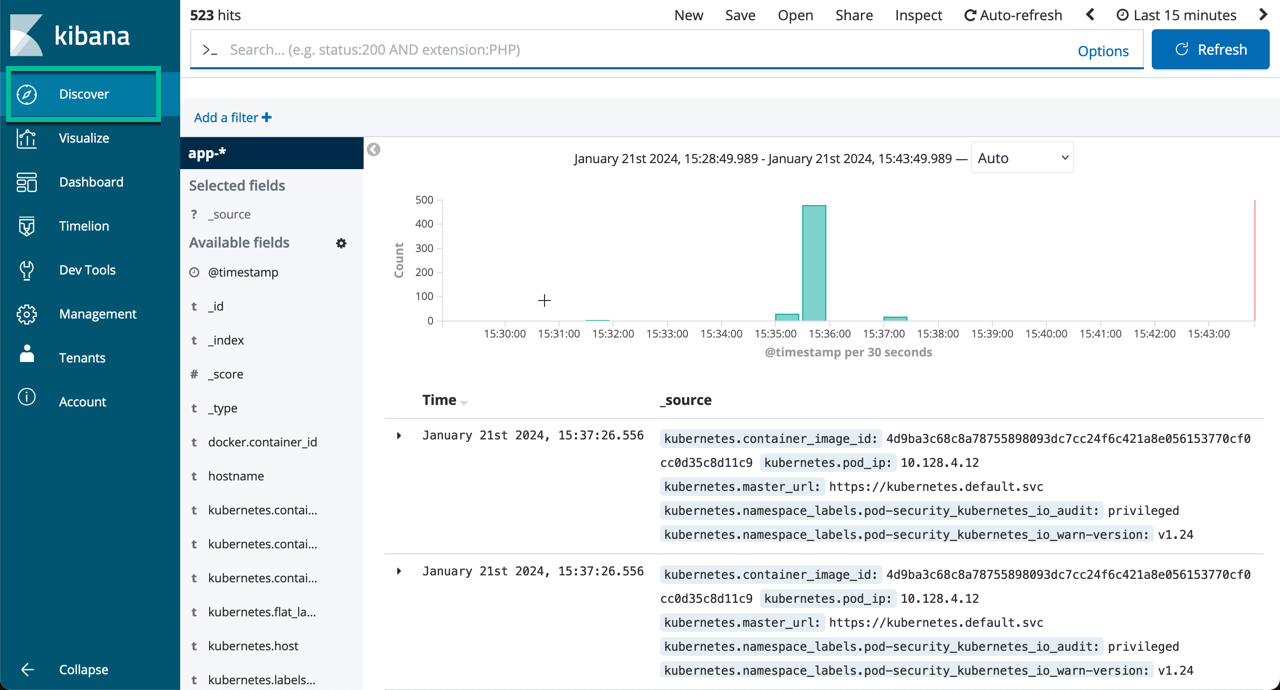 kibana
Discover
Visualize
Dashboard
Timelion
Dev Tools
Management
Tenants
Account
Collapse
523 hits
New Save Open Share Inspect Auto-refresh Last 15 minutes
>_ Search... (e.g. status:200 AND extension:PHP) Options Refresh
Add a filter +
app-*
Selected fields
? _source
Available fields
@timestamp
t _id
t _index
# _score
t _type
t docker.container_id
t hostname
t kubernetes.contai...
t kubernetes.contai...
t kubernetes.contai...
t kubernetes.flat_la...
t kubernetes.host
t kubernetes.labels...
January 21st 2024, 15:28:49.989 - January 21st 2024, 15:43:49.989 — Auto
Count
500
400
300
200
100
0
15:30:00 15:31:00 15:32:00 15:33:00 15:34:00 15:35:00 15:36:00 15:37:00 15:38:00 15:39:00 15:40:00 15:41:00 15:42:00 15:43:00
@timestamp per 30 seconds
Time _source
January 21st 2024, 15:37:26.556 kubernetes.container_image_id: 4d9ba3c68c8a78755898093dc7cc24f6c421a8e056153770cf0
cc0d35c8d11c9 kubernetes.pod_ip: 10.128.4.12
kubernetes.master_url: https://kubernetes.default.svc
kubernetes.namespace_labels.pod-security_kubernetes_io_audit: privileged
kubernetes.namespace_labels.pod-security_kubernetes_io_warn-version: v1.24
January 21st 2024, 15:37:26.556 kubernetes.container_image_id: 4d9ba3c68c8a78755898093dc7cc24f6c421a8e056153770cf0
cc0d35c8d11c9 kubernetes.pod_ip: 10.128.4.12
kubernetes.master_url: https://kubernetes.default.svc
kubernetes.namespace_labels.pod-security_kubernetes_io_audit: privileged
kubernetes.namespace_labels.pod-security_kubernetes_io_warn-version: v1.24